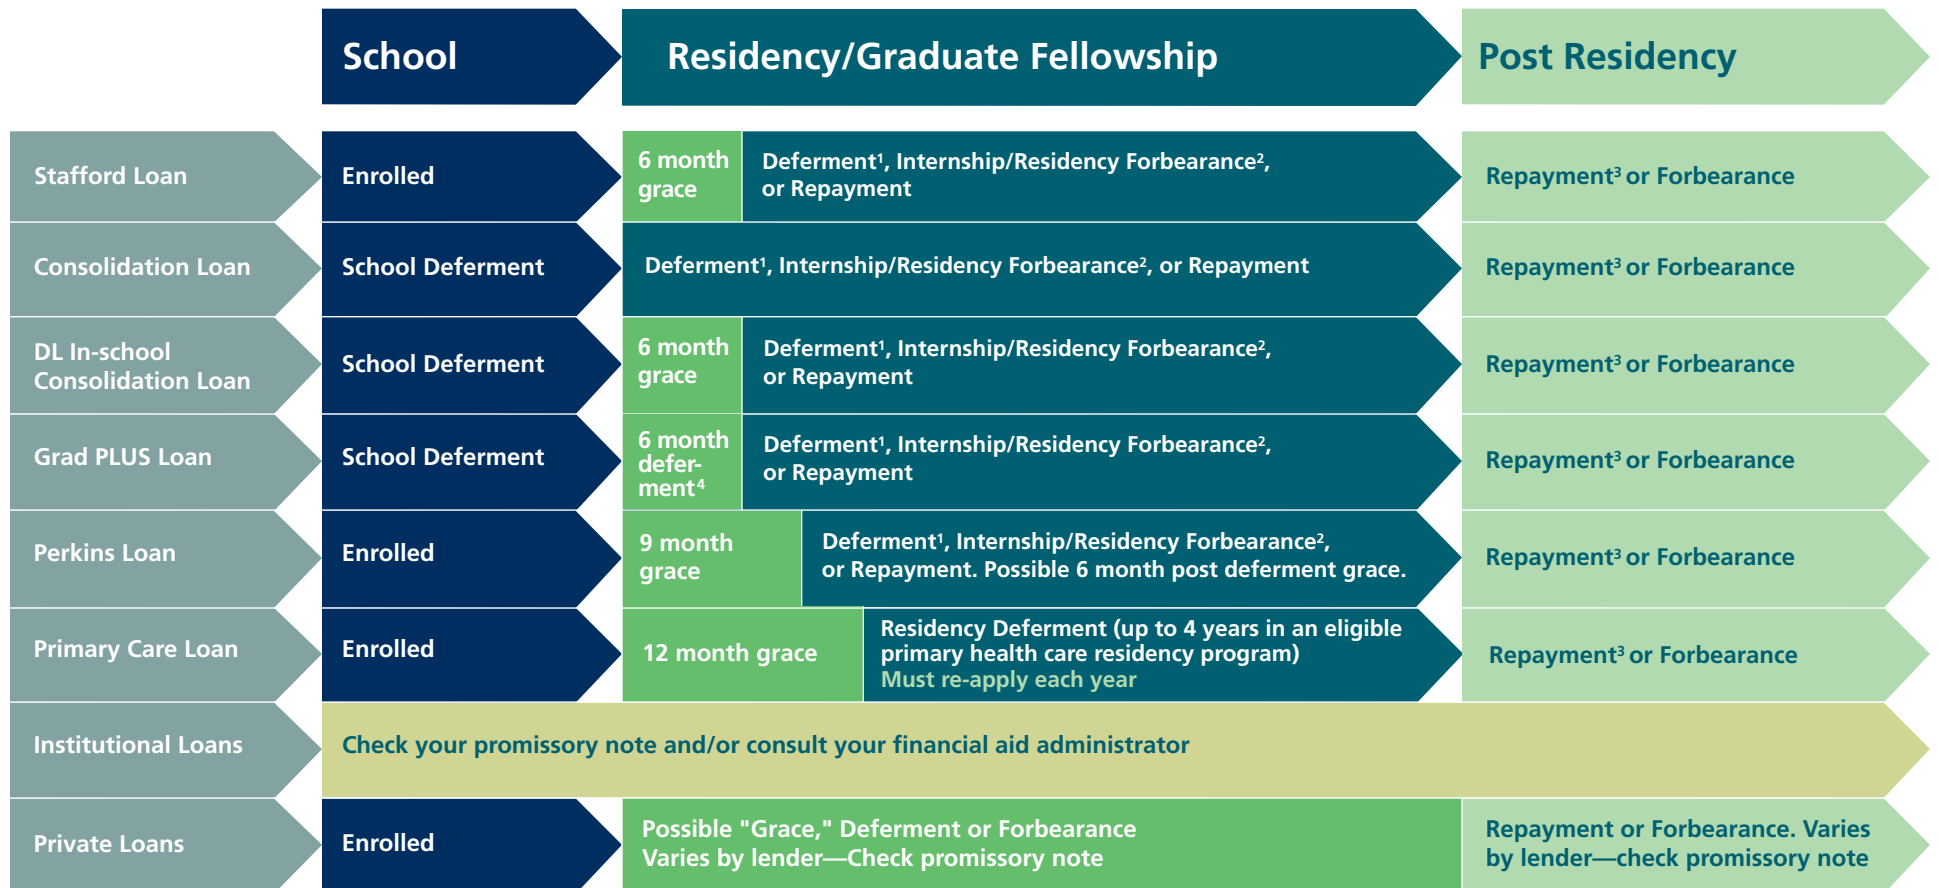 School
Residency/Graduate Fellowship
Post Residency
Stafford Loan
Enrolled
6 month
grace
Deferment¹, Internship/Residency Forbearance²,
or Repayment
Repayment³ or Forbearance
Consolidation Loan
School Deferment
Deferment¹, Internship/Residency Forbearance², or Repayment
Repayment³ or Forbearance
DL In-school
Consolidation Loan
School Deferment
6 month
grace
Deferment¹, Internship/Residency Forbearance²,
or Repayment
Repayment³ or Forbearance
Grad PLUS Loan
School Deferment
6 month
defer-
ment⁴
Deferment¹, Internship/Residency Forbearance²,
or Repayment
Repayment³ or Forbearance
Perkins Loan
Enrolled
9 month
grace
Deferment¹, Internship/Residency Forbearance²,
or Repayment. Possible 6 month post deferment grace.
Repayment³ or Forbearance
Primary Care Loan
Enrolled
12 month grace
Residency Deferment (up to 4 years in an eligible
primary health care residency program)
Must re-apply each year
Repayment³ or Forbearance
Institutional Loans
Check your promissory note and/or consult your financial aid administrator
Private Loans
Enrolled
Possible "Grace," Deferment or Forbearance
Varies by lender—Check promissory note
Repayment or Forbearance. Varies
by lender—check promissory note